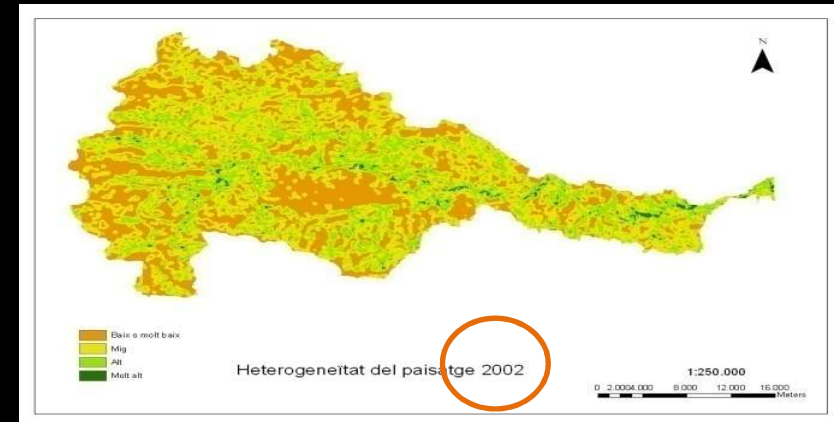 N
Baix o molt baix
Mig
Alt
Molt alt
Heterogeneïtat del paisatge 2002
1:250.000
0 2.0004.000 8.000 12.000 16.000
Meters